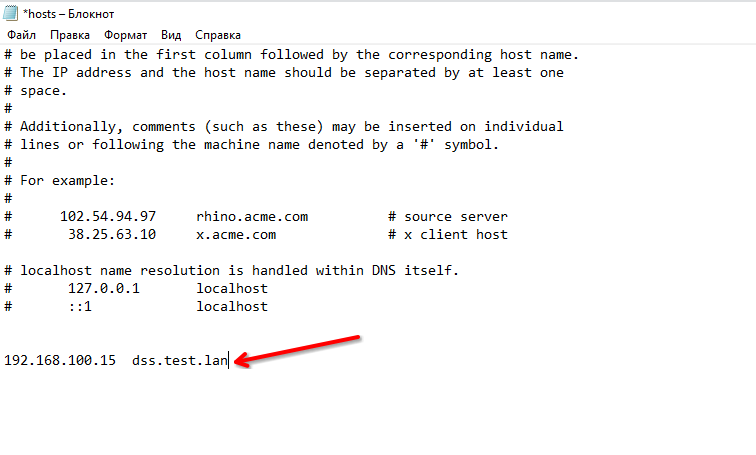 *hosts – Блокнот
Файл Правка Формат Вид Справка
# be placed in the first column followed by the corresponding host name.
# The IP address and the host name should be separated by at least one
# space.
#
# Additionally, comments (such as these) may be inserted on individual
# lines or following the machine name denoted by a '#' symbol.
#
# For example:
#
#      102.54.94.97     rhino.acme.com          # source server
#       38.25.63.10     x.acme.com              # x client host

# localhost name resolution is handled within DNS itself.
#       127.0.0.1       localhost
#       ::1             localhost

192.168.100.15  dss.test.lan